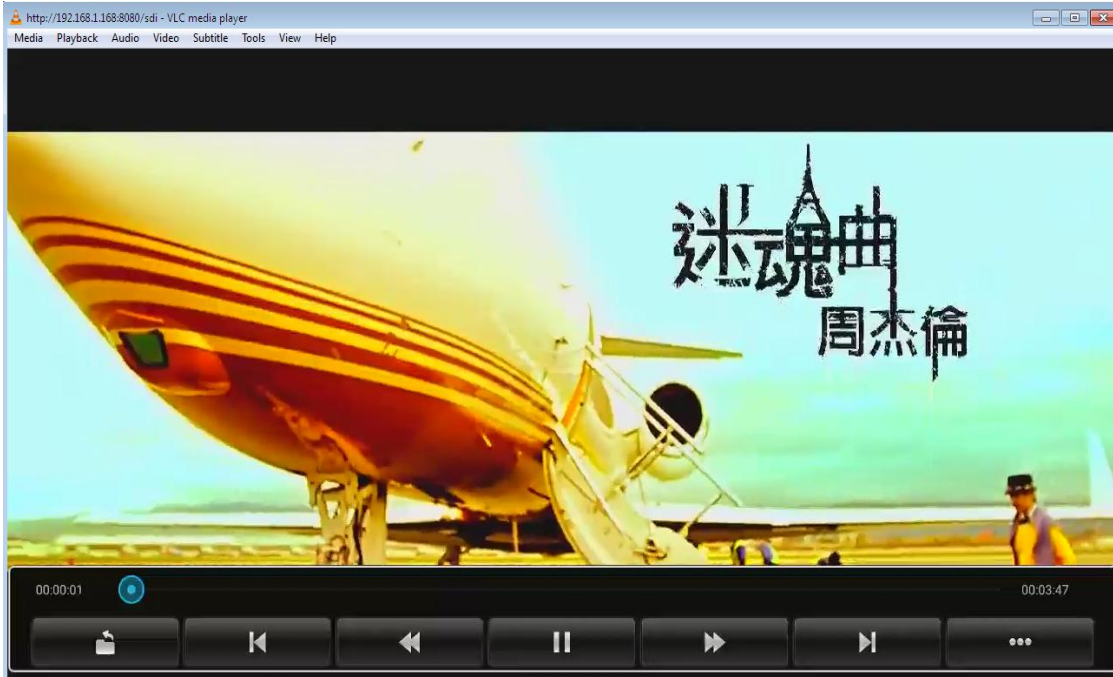 http://192.168.1.168:8080/sdi - VLC media player
Media Playback Audio Video Subtitle Tools View Help
迷魂曲
周杰倫
00:00:01 00:03:47